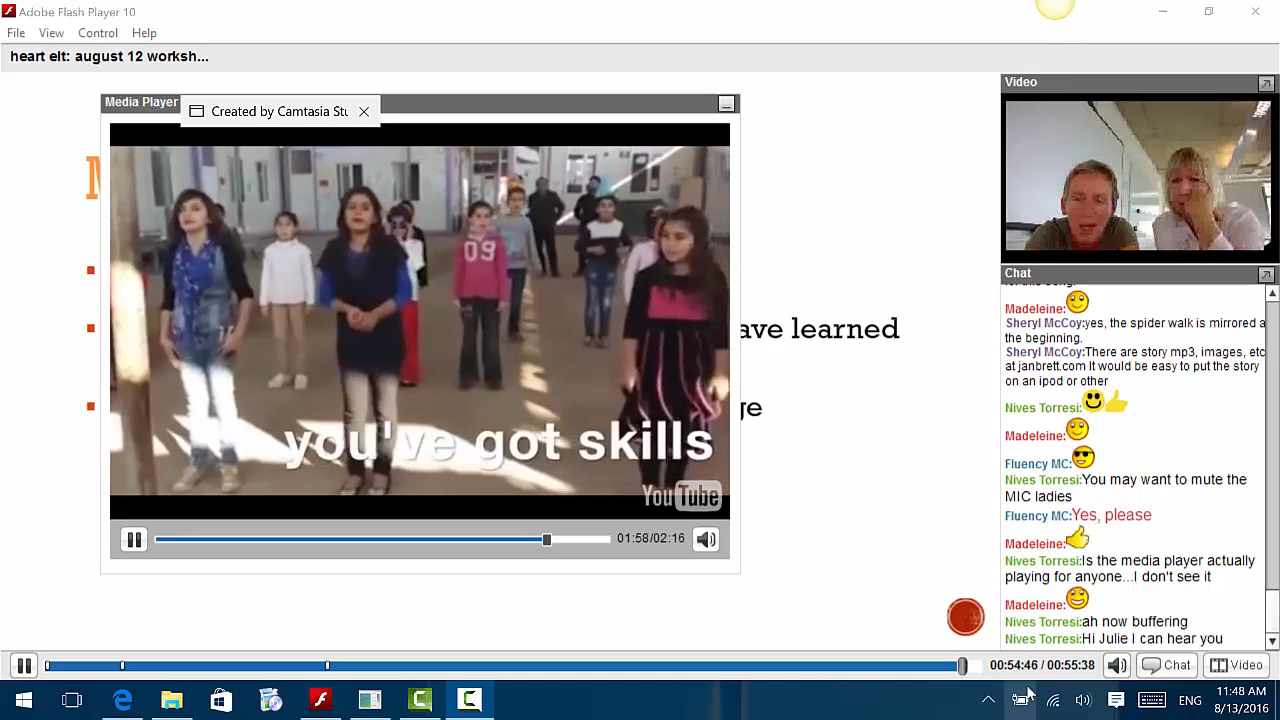 Adobe Flash Player 10
File View Control Help
heart elt: august 12 worksh...
Media Player
Created by Camtasia Stu
M
ave learned
ge
09
you've got skills
YouTube
01:58/02:16
Video
Chat
for this song.
Madeleine:
Sheryl McCoy:yes, the spider walk is mirrored a
the beginning.
Sheryl McCoy:There are story mp3, images, etc
at janbrett.com It would be easy to put the story
on an ipod or other
Nives Torresi:
Madeleine:
Fluency MC:
Nives Torresi:You may want to mute the
MIC ladies
Fluency MC:Yes, please
Madeleine:
Nives Torresi:Is the media player actually
playing for anyone...I don't see it
Madeleine:
Nives Torresi:ah now buffering
Nives Torresi:Hi Julie I can hear you
00:54:46 / 00:55:38
Chat
Video
ENG
11:48 AM
8/13/2016